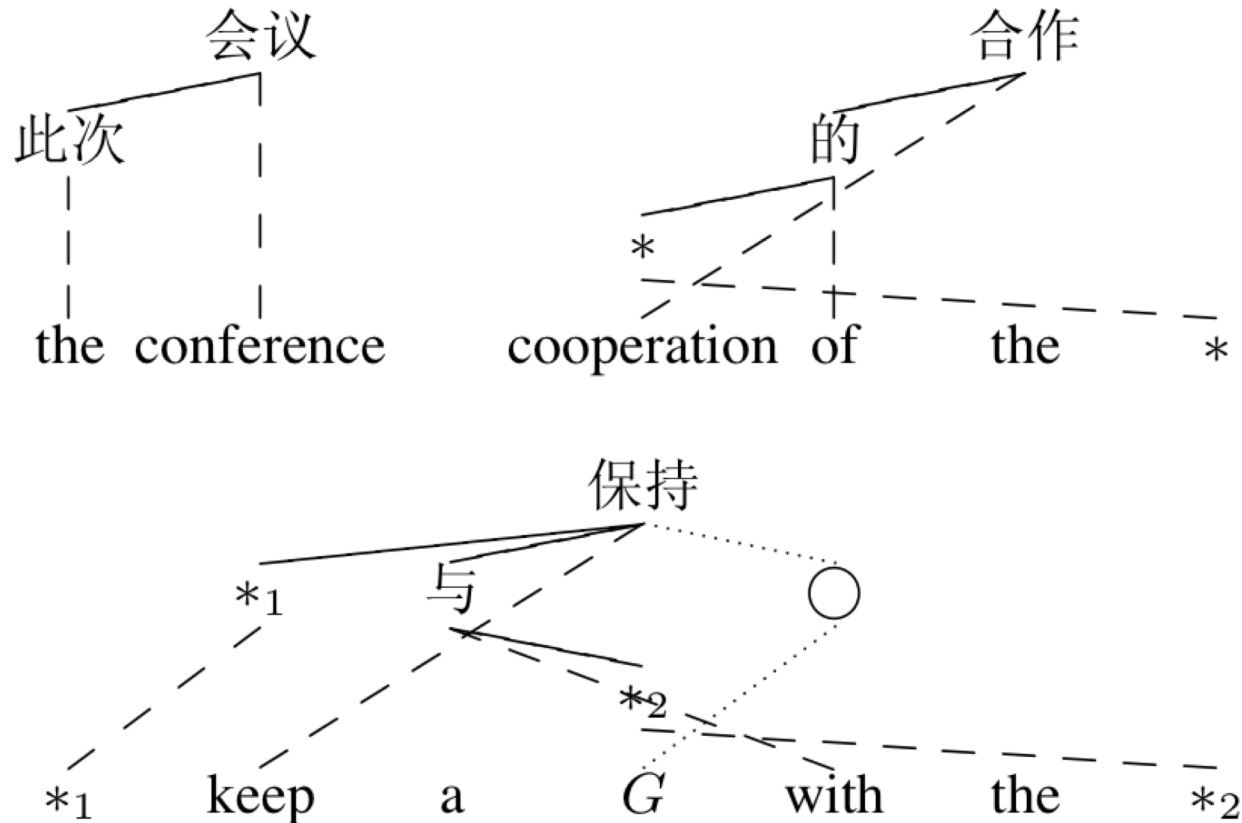 会议 合作
此次 的
*
the conference cooperation of the *
保持
*₁ 与
*₂
*₁ keep a G with the *₂